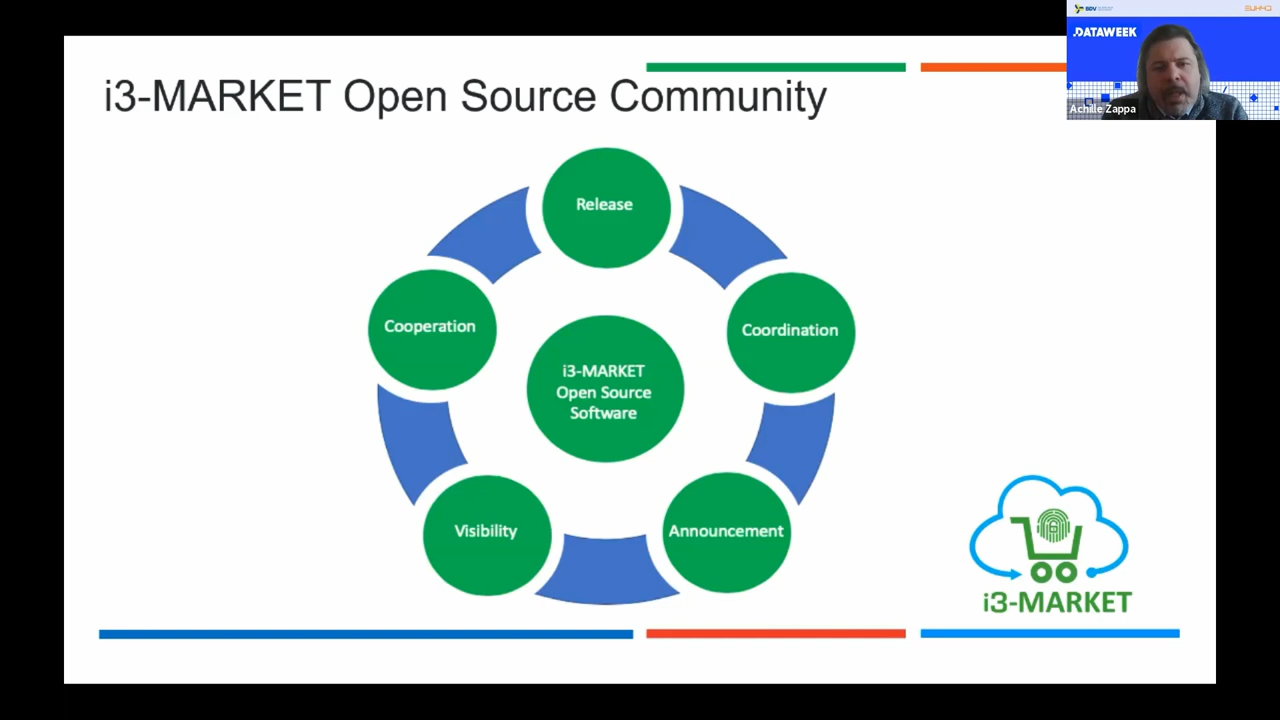 i3-MARKET Open Source Community
BDV
.DATAWEEK
Achille Zappa
Release
Cooperation
Coordination
i3-MARKET
Open Source
Software
Visibility
Announcement
i3-MARKET